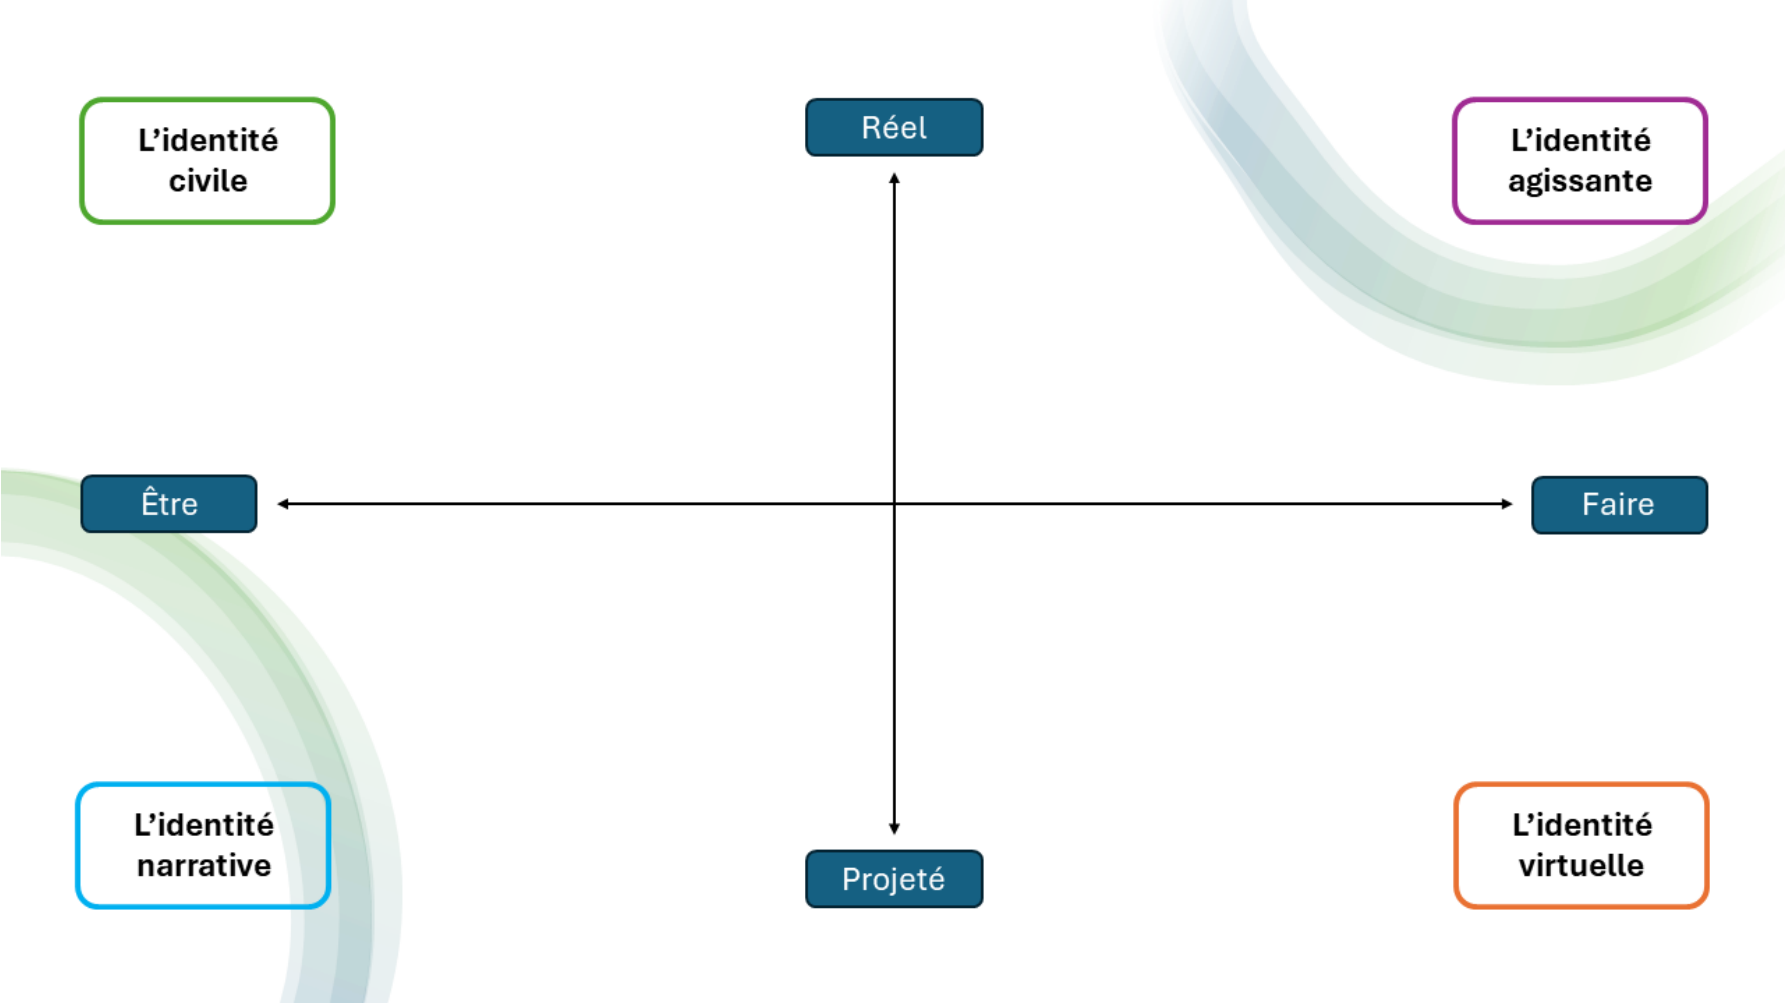 L’identité
civile
Réel
L’identité
agissante
Être
Faire
L’identité
narrative
Projeté
L’identité
virtuelle